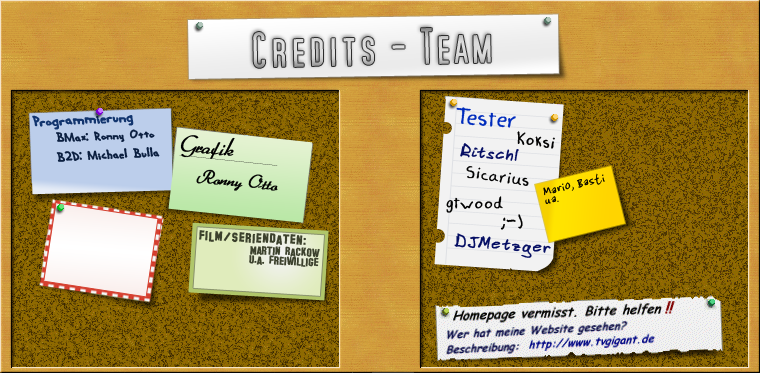 CREDITS - TEAM
Programmierung
BMax: Ronny Otto
B2D: Michael Bulla
Grafik
Ronny Otto
FILM/SERIENDATEN:
MARTIN RACKOW
U.A. FREIWILLIGE
Tester
Koksi
Ritschl
Sicarius
gtwood
;-)
DJMetzger
Mario, Basti
ua.
Homepage vermisst. Bitte helfen!!
Wer hat meine Website gesehen?
Beschreibung: http://www.tvgigant.de